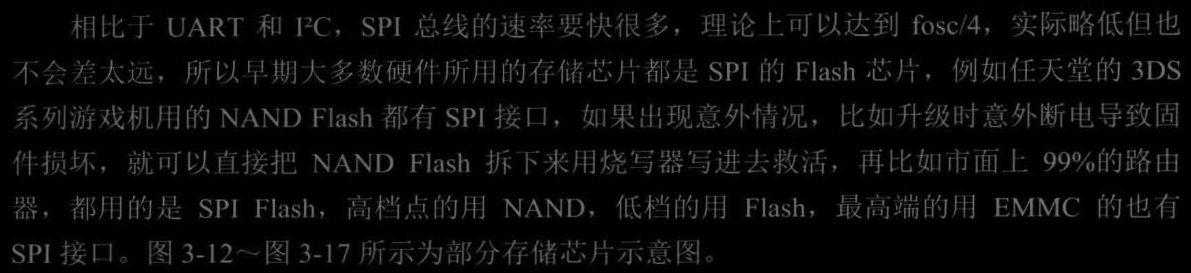 相比于 UART 和 I²C，SPI 总线的速率要快很多，理论上可以达到 fosc/4，实际略低但也
不会差太远，所以早期大多数硬件所用的存储芯片都是 SPI 的 Flash 芯片，例如任天堂的 3DS
系列游戏机用的 NAND Flash 都有 SPI 接口，如果出现意外情况，比如升级时意外断电导致固
件损坏，就可以直接把 NAND Flash 拆下来用烧写器写进去救活，再比如市面上 99%的路由
器，都用的是 SPI Flash，高档点的用 NAND，低档的用 Flash，最高端的用 EMMC 的也有
SPI 接口。图 3-12～图 3-17 所示为部分存储芯片示意图。